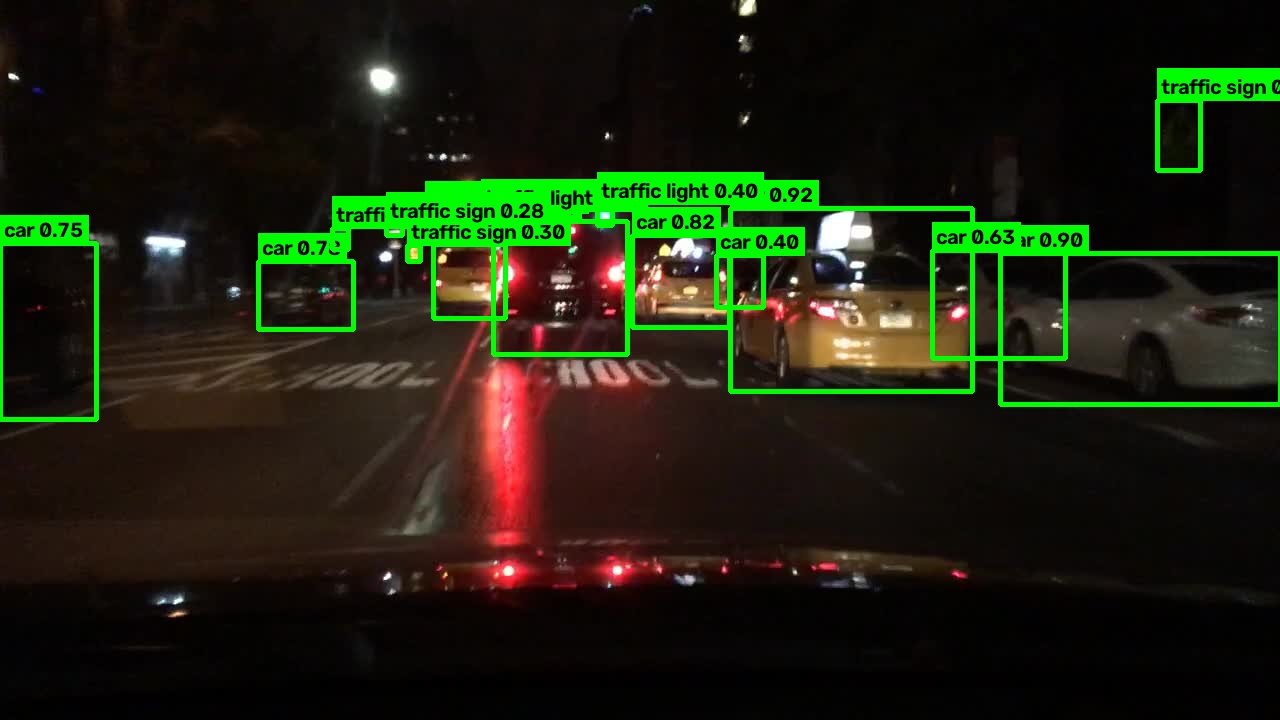 traffic sign
traffic light 0.40
0.92
light
traffic sign 0.28
car 0.82
car 0.75
traffic sign 0.30
car 0.63
car 0.40
car 0.90
SCHOOL
SCHOOL